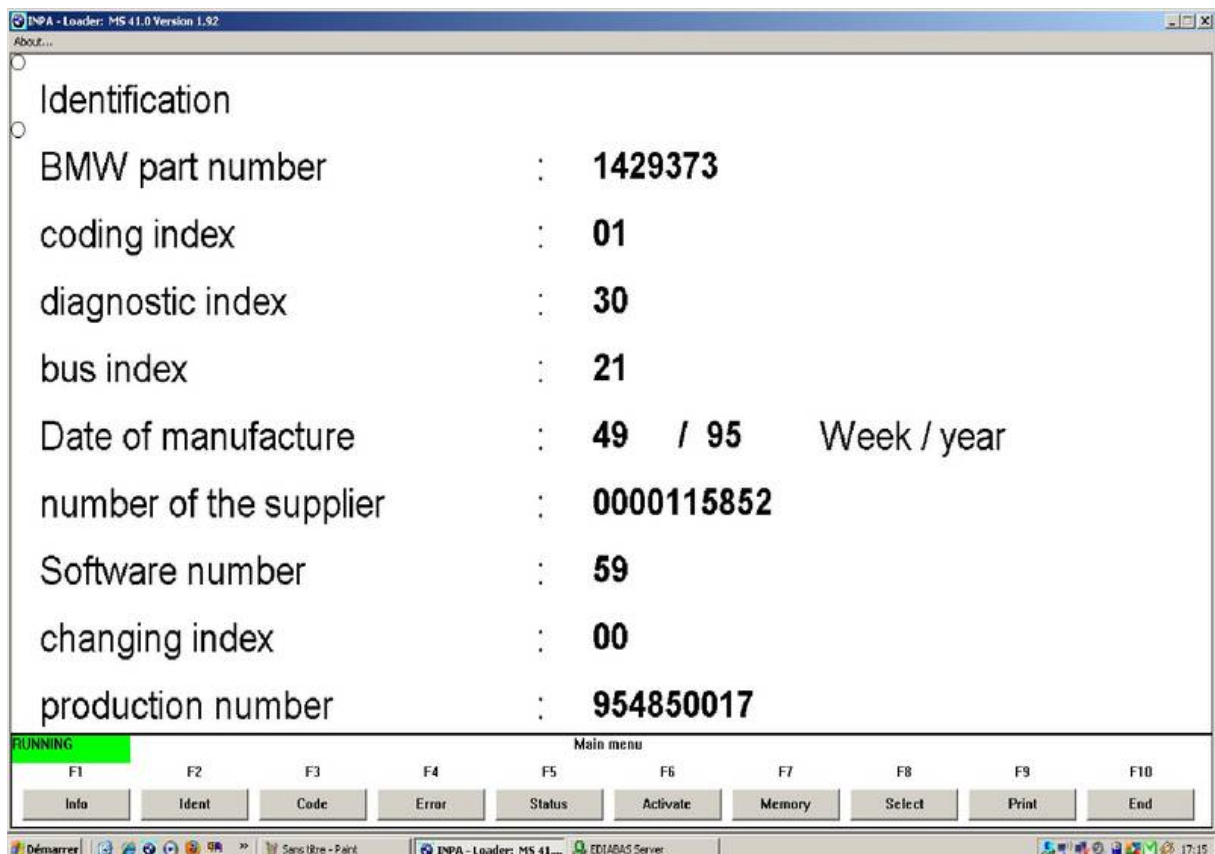 INPA - Loader: MS 41.0 Version 1.92
About...
Identification
BMW part number : 1429373
coding index : 01
diagnostic index : 30
bus index : 21
Date of manufacture : 49 / 95 Week / year
number of the supplier : 0000115852
Software number : 59
changing index : 00
production number : 954850017
RUNNING Main menu
F1 F2 F3 F4 F5 F6 F7 F8 F9 F10
Info Ident Code Error Status Activate Memory Select Print End
Démarrer » Sans titre - Paint INPA - Loader: MS 41.... EDIABAS Server 17:15